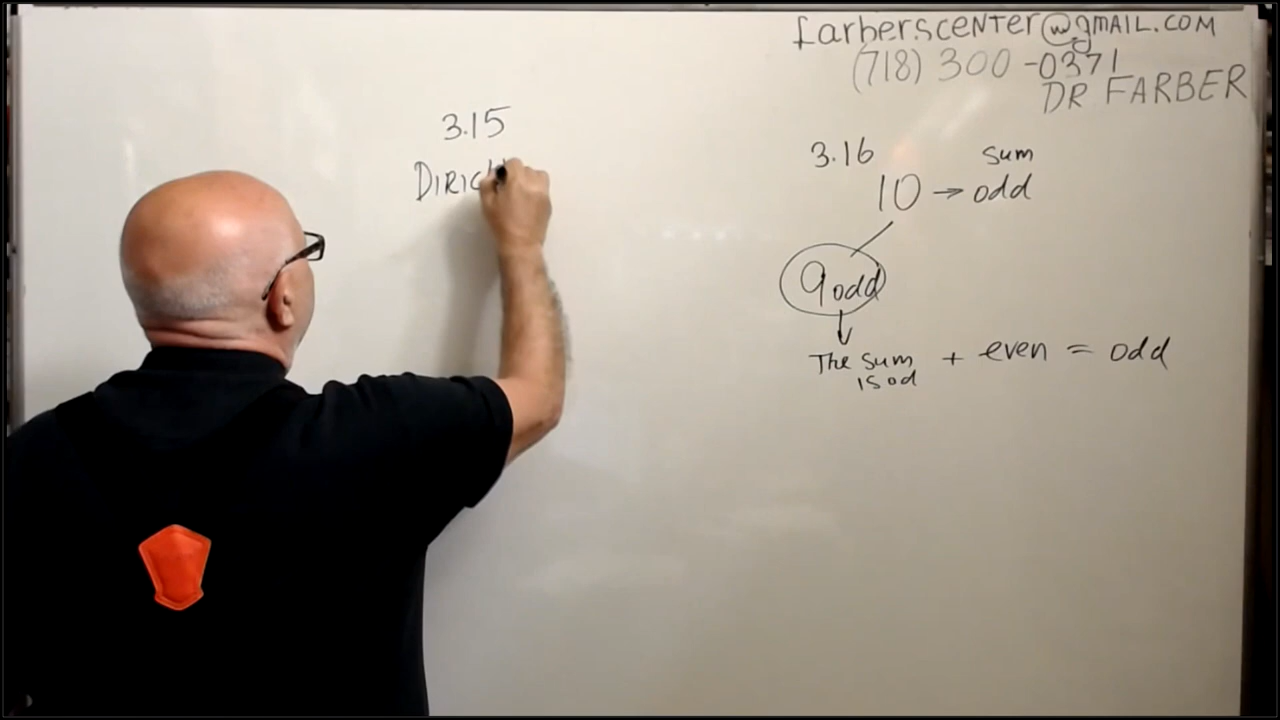 farberscenter@gmail.com
(718) 300-0371
DR FARBER
3.15
3.16
sum
10 → odd
9 odd
The sum + even = odd
is od